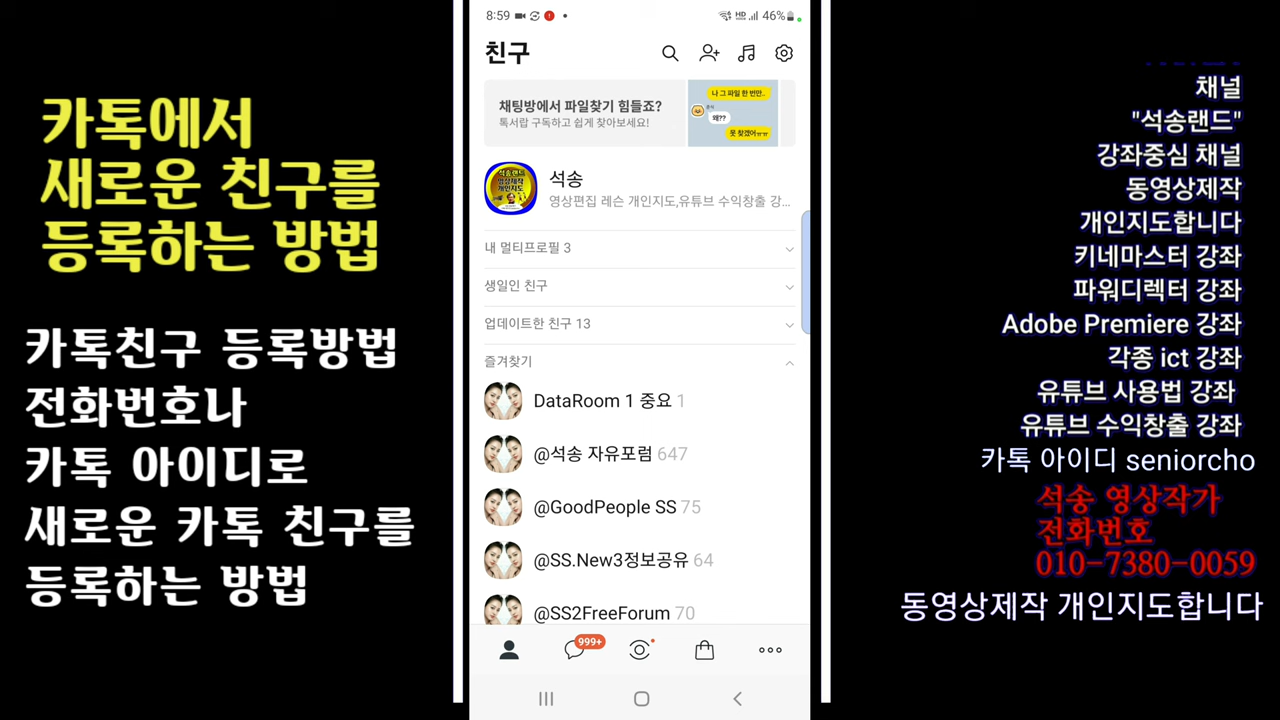 카톡에서
새로운 친구를
등록하는 방법
카톡친구 등록방법
전화번호나
카톡 아이디로
새로운 카톡 친구를
등록하는 방법
8:59
46%
친구
채팅방에서 파일찾기 힘들죠?
톡서랍 구독하고 쉽게 찾아보세요!
나 그 파일 한 번만..
왜??
못 찾겠어ㅠㅠ
석송랜드
영상제작
개인지도
석송
영상편집 레슨 개인지도,유튜브 수익창출 강...
내 멀티프로필 3
생일인 친구
업데이트한 친구 13
즐겨찾기
DataRoom 1 중요 1
@석송 자유포럼 647
@GoodPeople SS 75
@SS.New3정보공유 64
@SS2FreeForum 70
999+
채널
"석송랜드"
강좌중심 채널
동영상제작
개인지도합니다
키네마스터 강좌
파워디렉터 강좌
Adobe Premiere 강좌
각종 ict 강좌
유튜브 사용법 강좌
유튜브 수익창출 강좌
카톡 아이디 seniorcho
석송 영상작가
전화번호
010-7380-0059
동영상제작 개인지도합니다